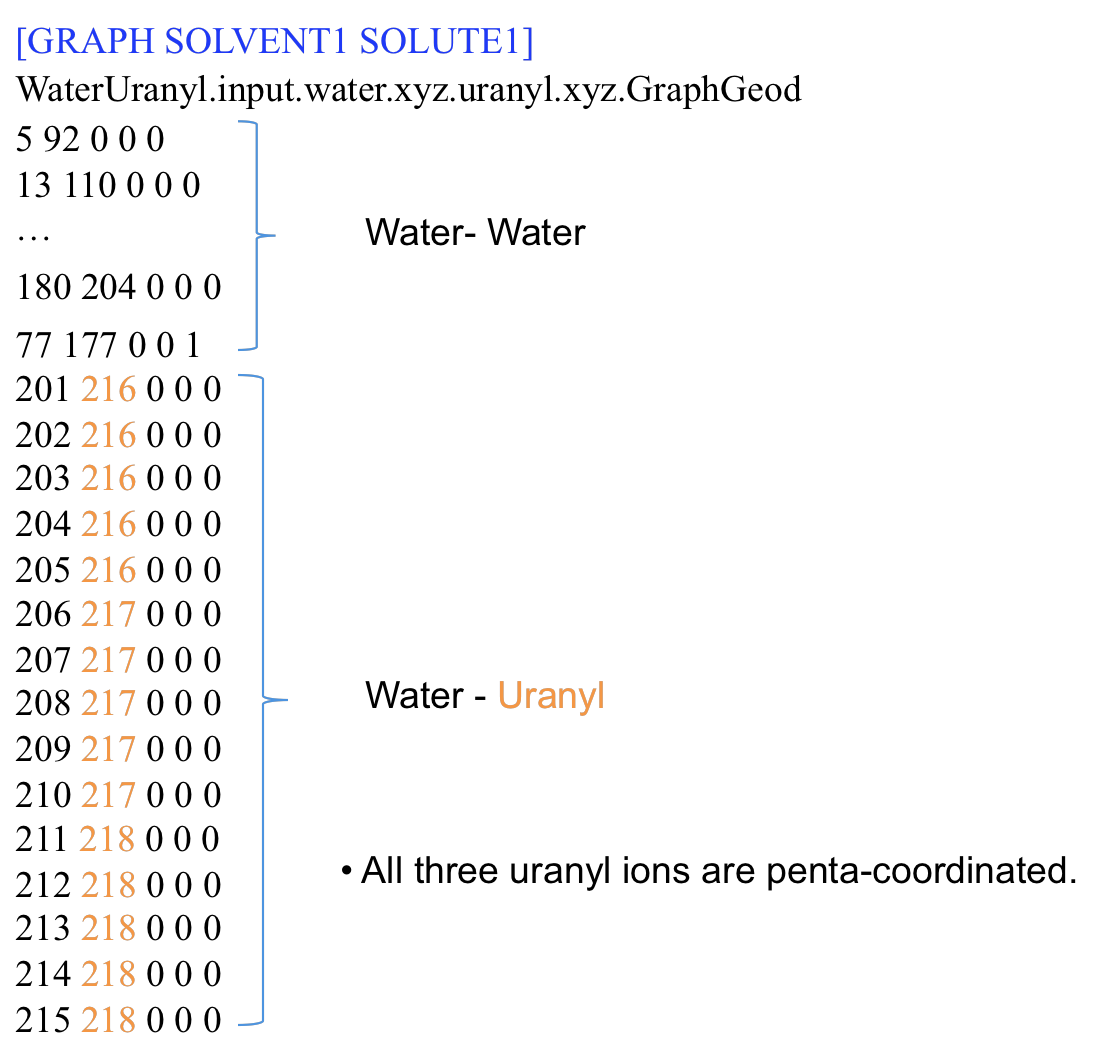 [GRAPH SOLVENT1 SOLUTE1]
WaterUranyl.input.water.xyz.uranyl.xyz.GraphGeod
5 92 0 0 0
13 110 0 0 0
…
Water- Water
180 204 0 0 0
77 177 0 0 1
201 216 0 0 0
202 216 0 0 0
203 216 0 0 0
204 216 0 0 0
205 216 0 0 0
206 217 0 0 0
207 217 0 0 0
208 217 0 0 0
Water - Uranyl
209 217 0 0 0
210 217 0 0 0
211 218 0 0 0
• All three uranyl ions are penta-coordinated.
212 218 0 0 0
213 218 0 0 0
214 218 0 0 0
215 218 0 0 0